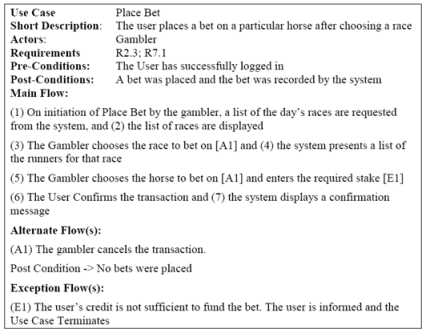 Use Case Place Bet
Short Description: The user places a bet on a particular horse after choosing a race
Actors: Gambler
Requirements R2.3; R7.1
Pre-Conditions: The User has successfully logged in
Post-Conditions: A bet was placed and the bet was recorded by the system
Main Flow:
(1) On initiation of Place Bet by the gambler, a list of the day's races are requested
from the system, and (2) the list of races are displayed
(3) The Gambler chooses the race to bet on [A1] and (4) the system presents a list of
the runners for that race
(5) The Gambler chooses the horse to bet on [A1] and enters the required stake [E1]
(6) The User Confirms the transaction and (7) the system displays a confirmation
message
Alternate Flow(s):
(A1) The gambler cancels the transaction.
Post Condition -> No bets were placed
Exception Flow(s):
(E1) The user's credit is not sufficient to fund the bet. The user is informed and the
Use Case Terminates